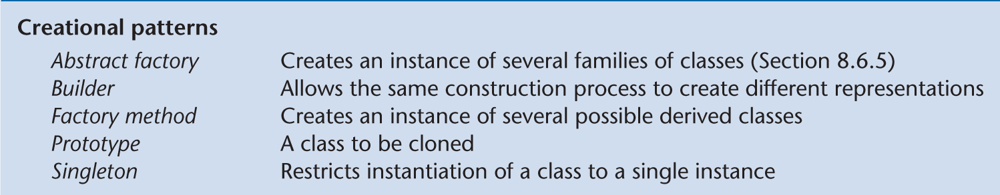 Creational patterns
Abstract factory Creates an instance of several families of classes (Section 8.6.5)
Builder Allows the same construction process to create different representations
Factory method Creates an instance of several possible derived classes
Prototype A class to be cloned
Singleton Restricts instantiation of a class to a single instance